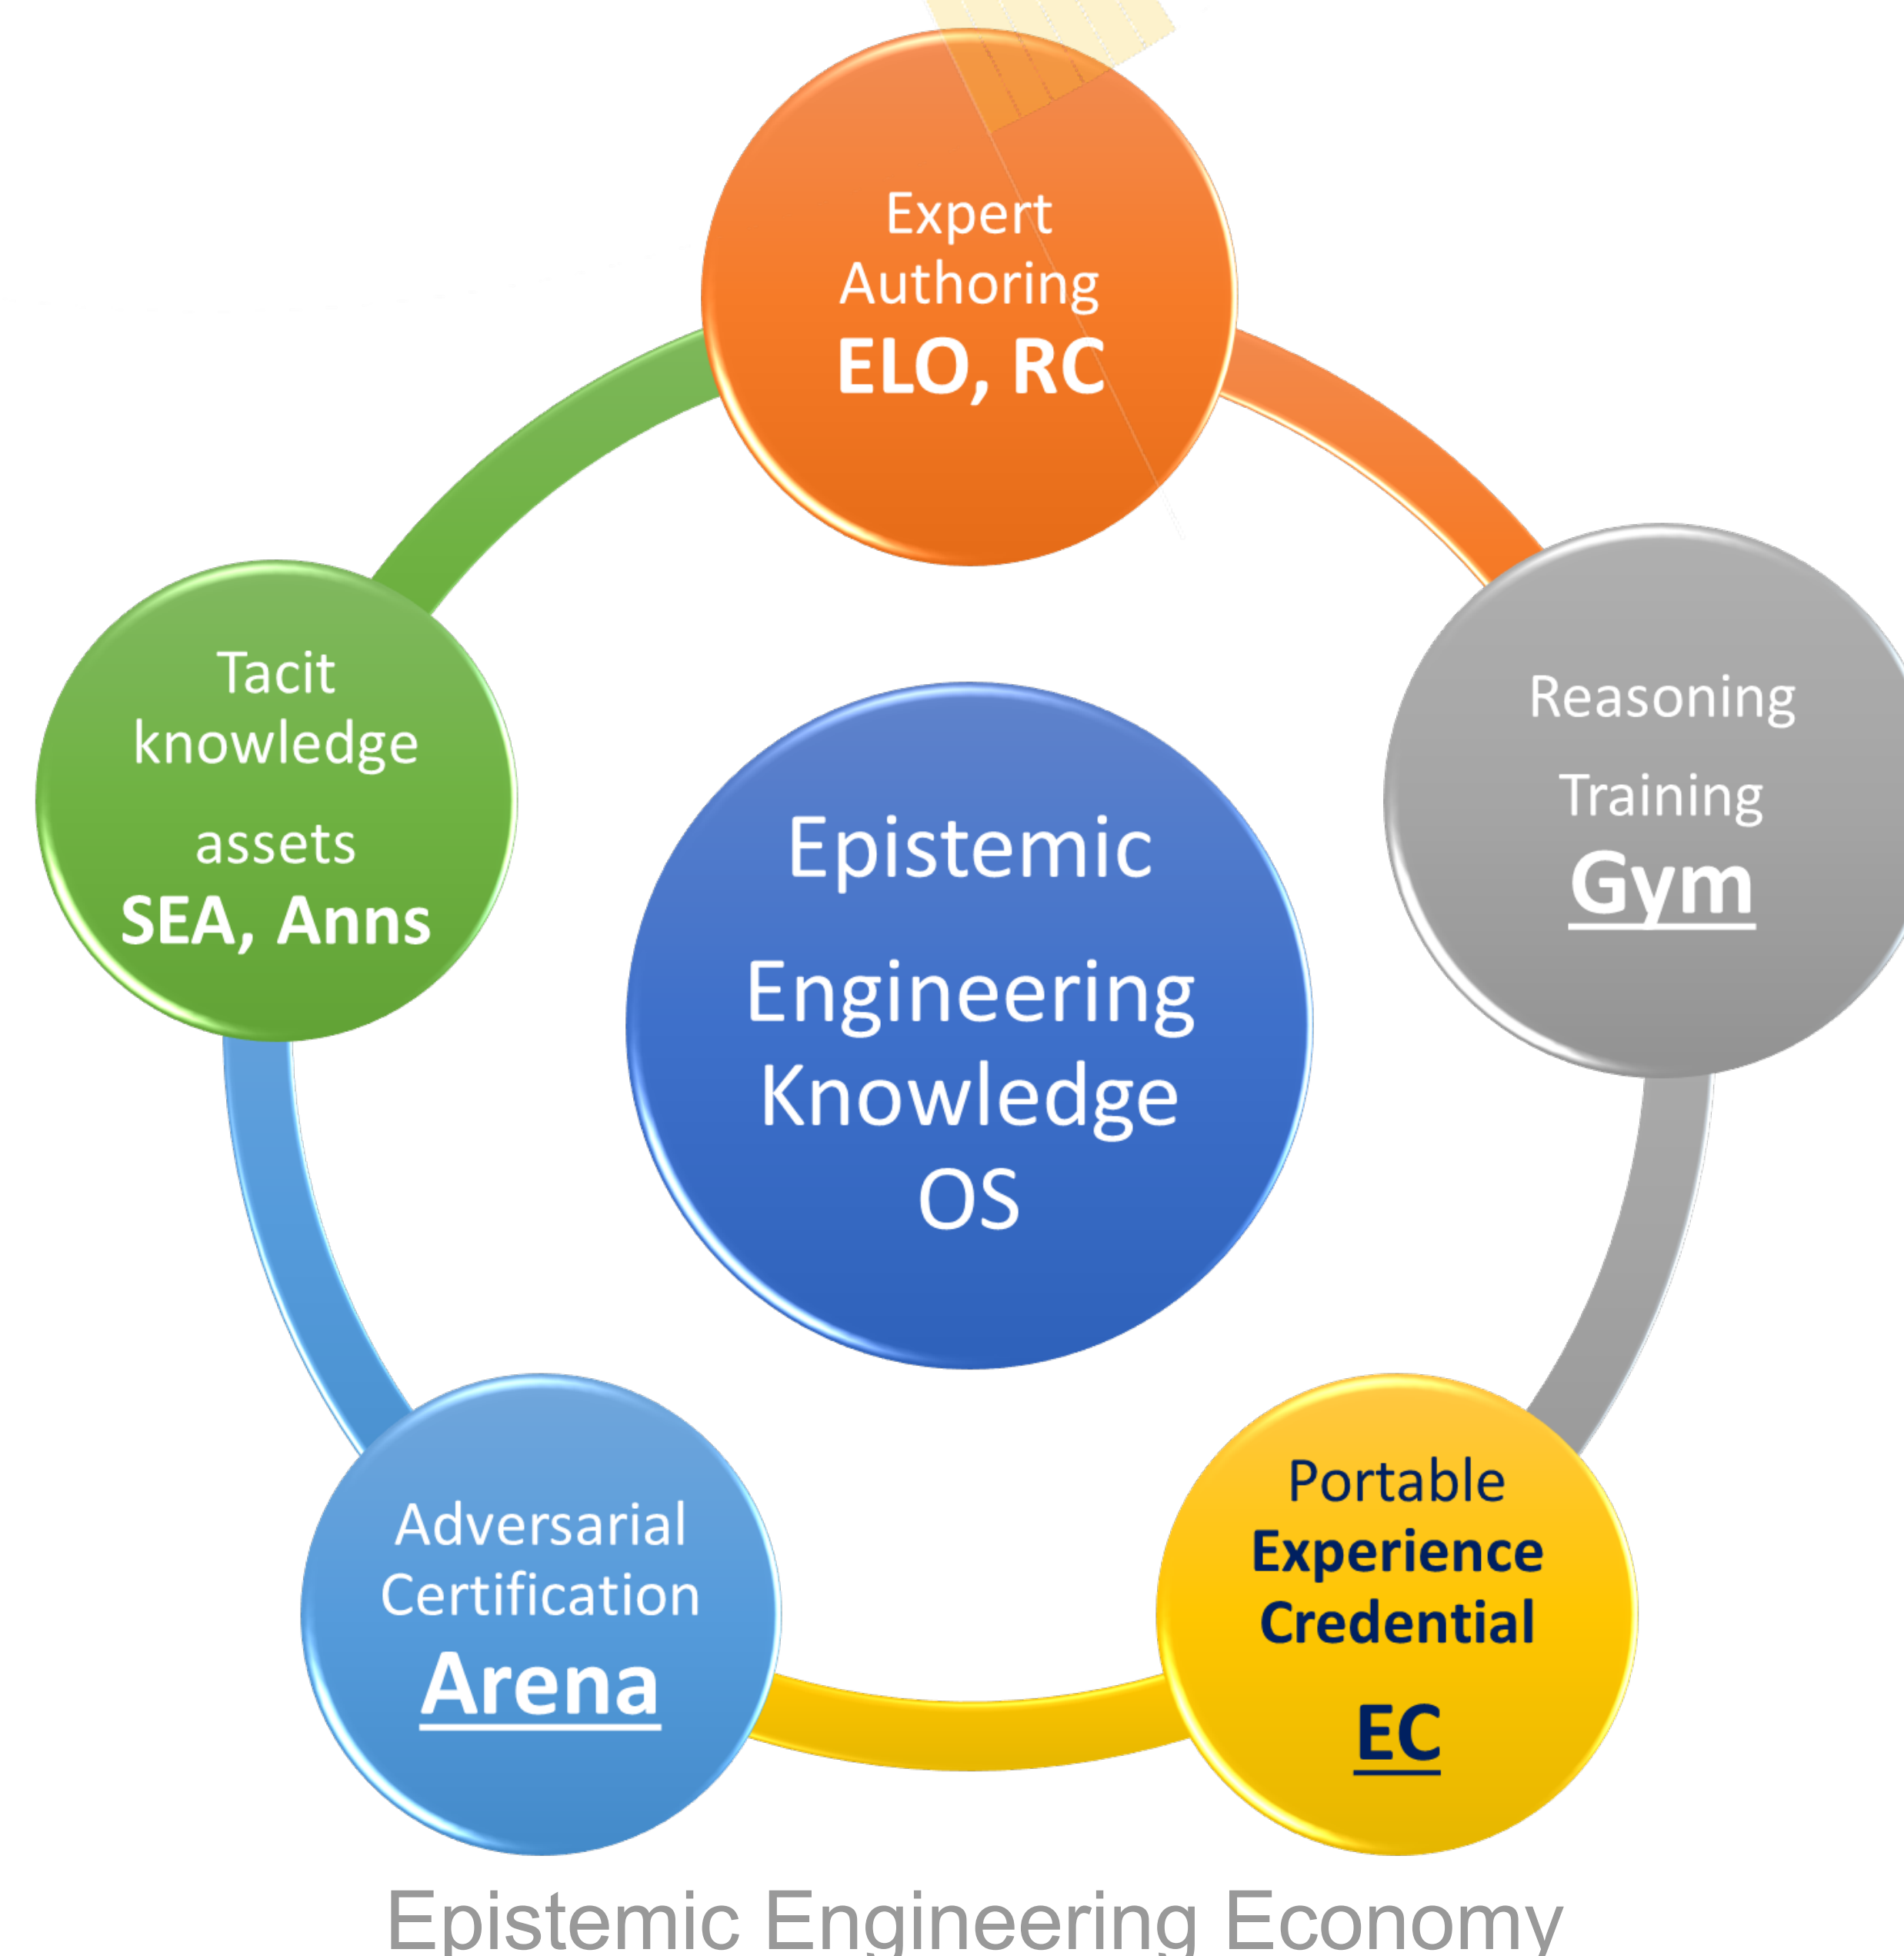 Expert
Authoring
ELO, RC
Tacit
knowledge
assets
SEA, Anns
Reasoning
Training
Gym
Epistemic
Engineering
Knowledge
OS
Adversarial
Certification
Arena
Portable
Experience
Credential
EC
Epistemic Engineering Economy